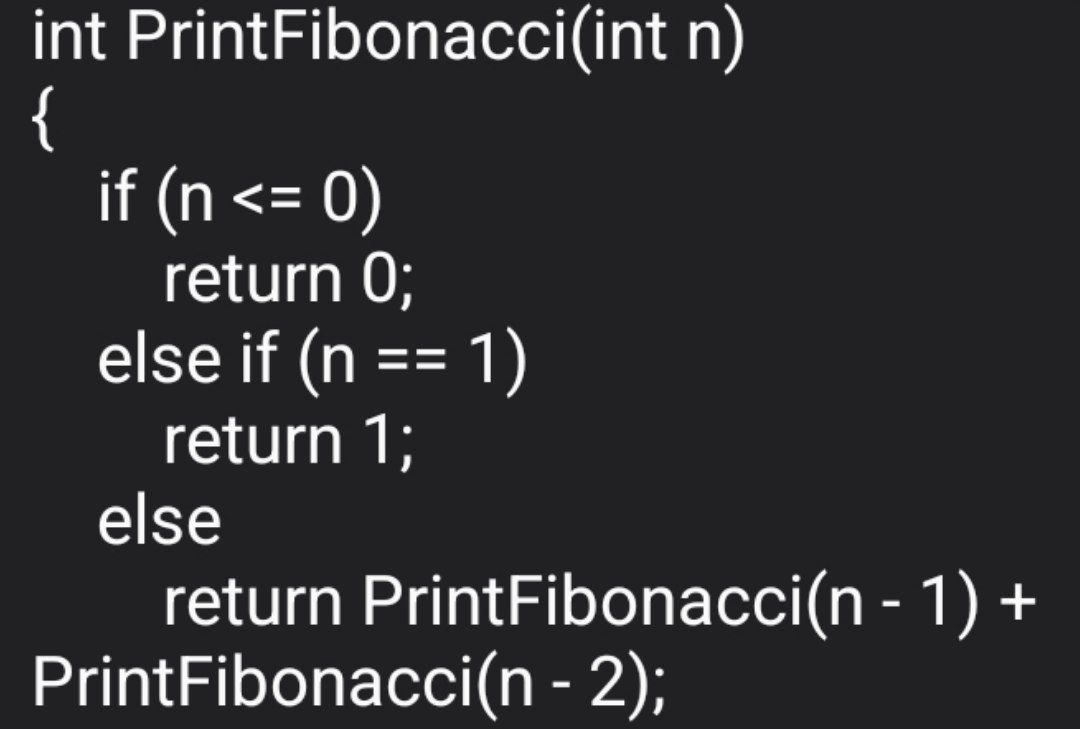 int PrintFibonacci(int n)
{
if (n <= 0)
return 0;
else if (n == 1)
return 1;
else
return PrintFibonacci(n - 1) +
PrintFibonacci(n - 2);